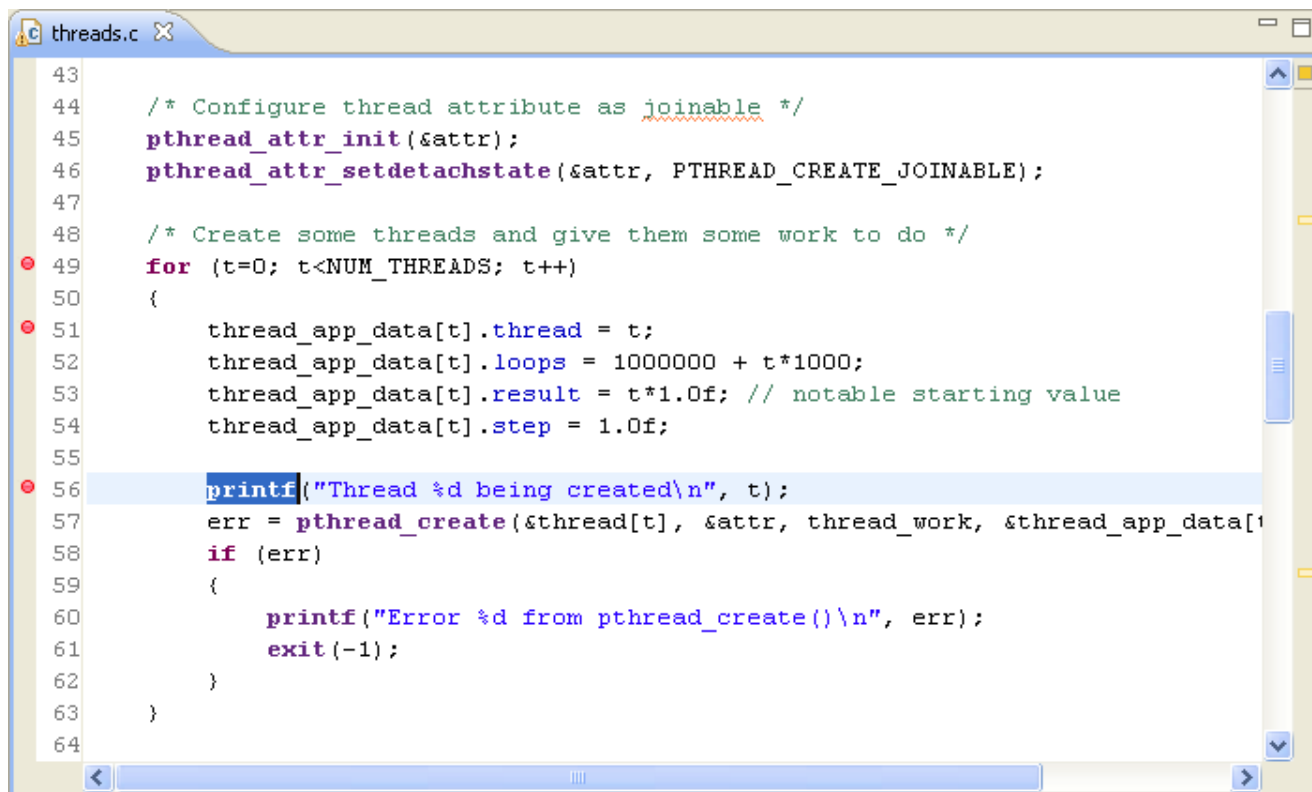 threads.c
43
44 /* Configure thread attribute as joinable */
45 pthread_attr_init(&attr);
46 pthread_attr_setdetachstate(&attr, PTHREAD_CREATE_JOINABLE);
47
48 /* Create some threads and give them some work to do */
49 for (t=0; t<NUM_THREADS; t++)
50 {
51 thread_app_data[t].thread = t;
52 thread_app_data[t].loops = 1000000 + t*1000;
53 thread_app_data[t].result = t*1.0f; // notable starting value
54 thread_app_data[t].step = 1.0f;
55
56 printf("Thread %d being created\n", t);
57 err = pthread_create(&thread[t], &attr, thread_work, &thread_app_data[t
58 if (err)
59 {
60 printf("Error %d from pthread_create()\n", err);
61 exit(-1);
62 }
63 }
64